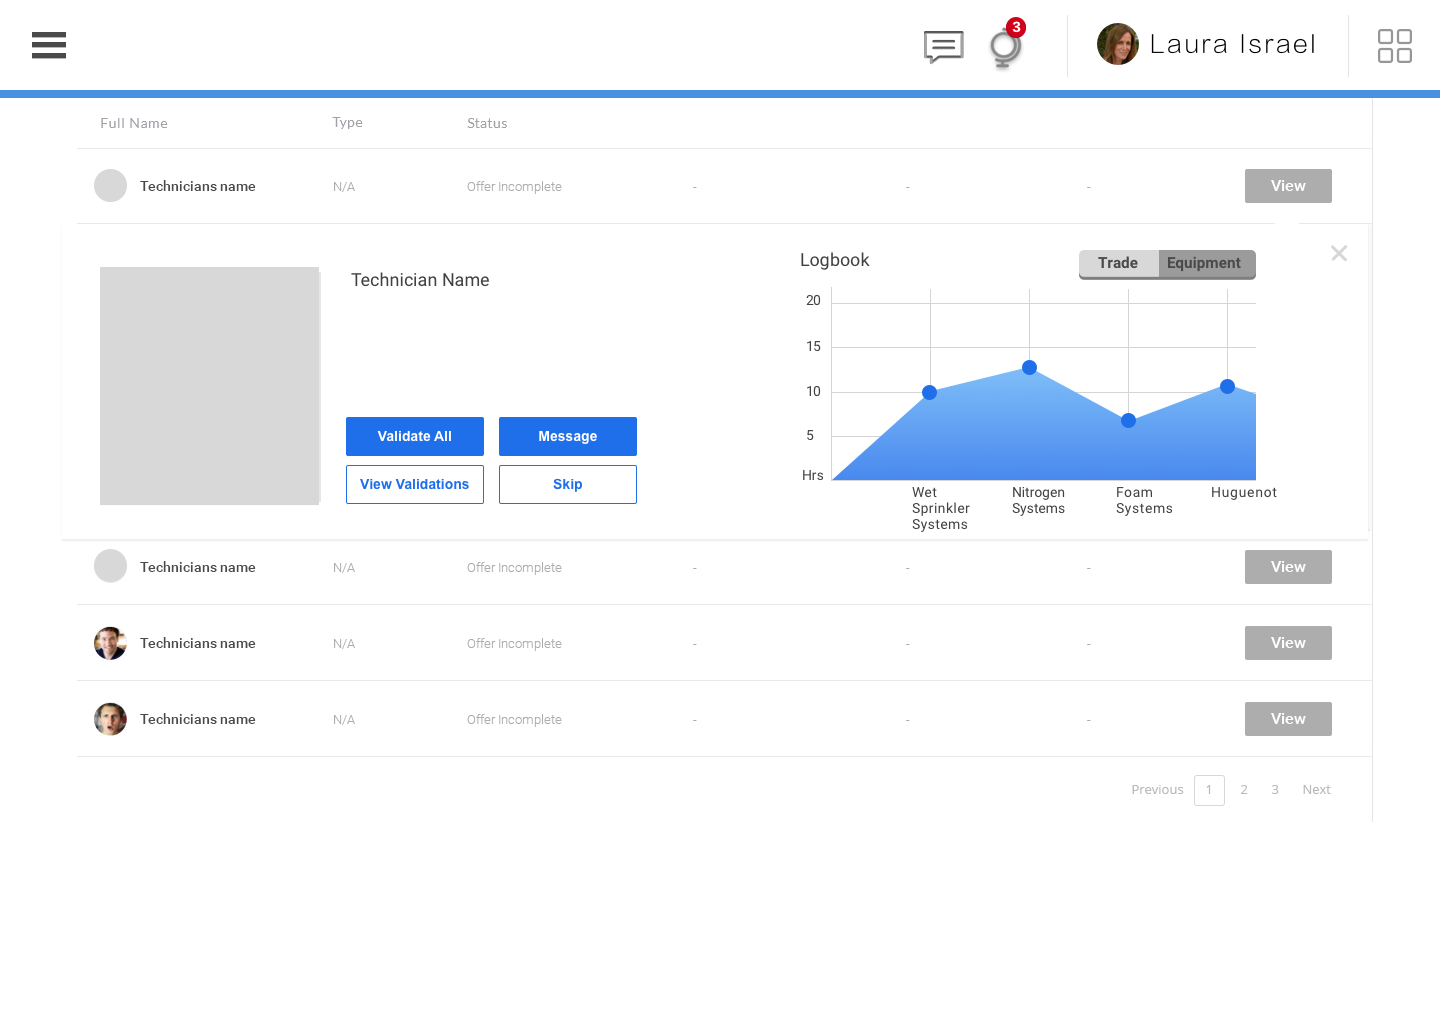 3
Laura Israel
Full Name Type Status
Technicians name N/A Offer Incomplete - - - View
Technician Name
Validate All Message
View Validations Skip
Logbook
Trade Equipment
20
15
10
5
Hrs
Wet
Sprinkler
Systems
Nitrogen
Systems
Foam
Systems
Huguenot
Technicians name N/A Offer Incomplete - - - View
Technicians name N/A Offer Incomplete - - - View
Technicians name N/A Offer Incomplete - - - View
Previous 1 2 3 Next